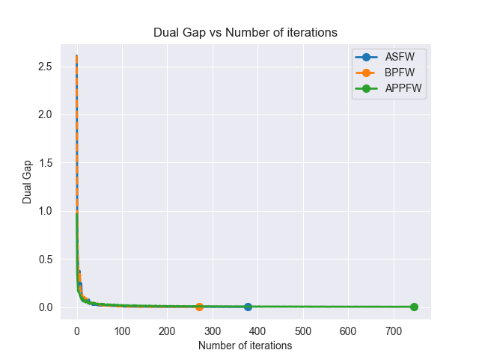 Dual Gap vs Number of iterations
ASFW
BPFW
APPFW
Dual Gap
2.5
2.0
1.5
1.0
0.5
0.0
0 100 200 300 400 500 600 700
Number of iterations